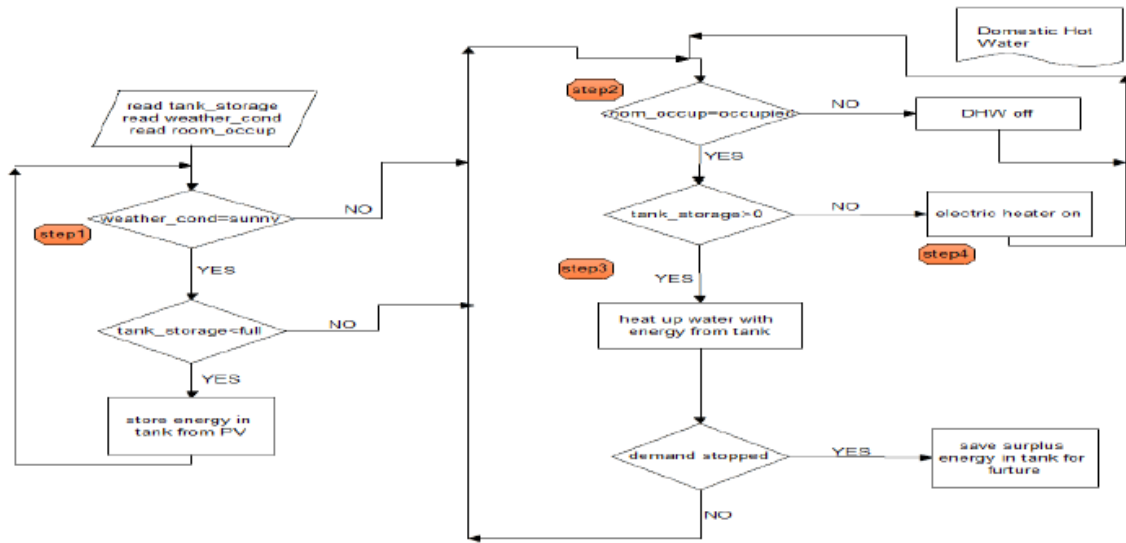 Domestic Hot
Water
read tank_storage
read weather_cond
read room_occup
weather_cond=sunny
NO
step1
YES
tank_storage<full
NO
YES
store energy in
tank from PV
step2
room_occup=occupied
NO
DHW off
YES
tank_storage>0
NO
electric heater on
step4
step3
YES
heat up water with
energy from tank
demand stopped
YES
save surplus
energy in tank for
furture
NO